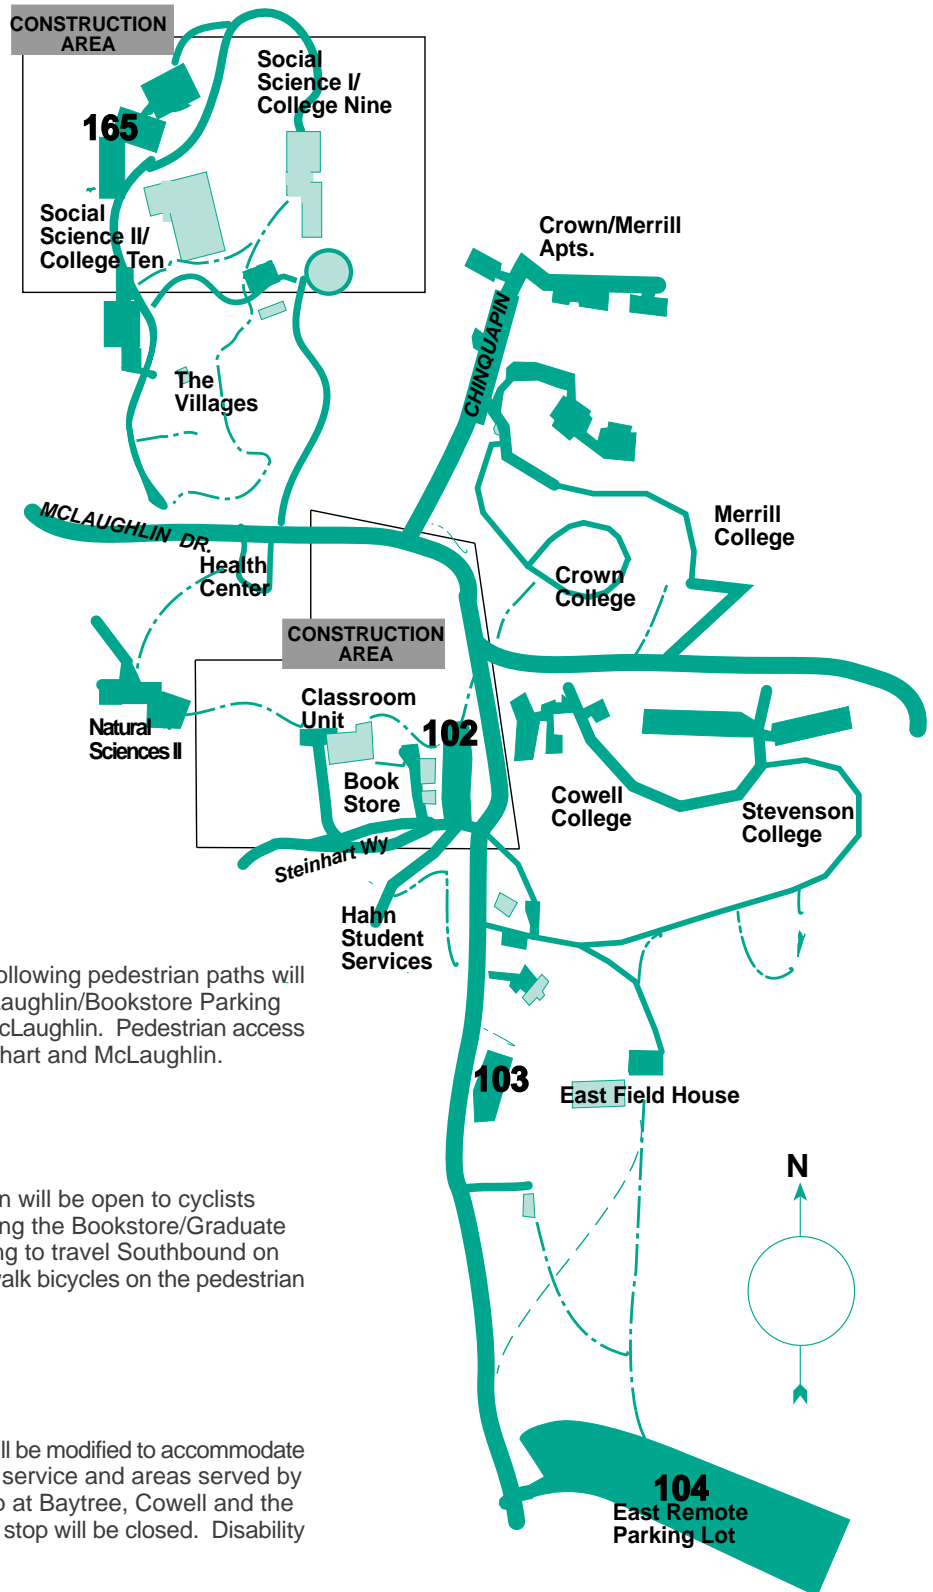 CONSTRUCTION
AREA
Social
Science I/
College Nine
165
Social
Science II/
College Ten
Crown/Merrill
Apts.
CHINQUAPIN
The
Villages
MCLAUGHLIN DR.
Health
Center
Merrill
College
Crown
College
CONSTRUCTION
AREA
Classroom
Unit
102
Natural
Sciences II
Book
Store
Cowell
College
Stevenson
College
Steinhart Wy
Hahn
Student
Services
ollowing pedestrian paths will
Laughlin/Bookstore Parking
cLaughlin. Pedestrian access
hart and McLaughlin.
103
East Field House
N
n will be open to cyclists
ing the Bookstore/Graduate
ng to travel Southbound on
walk bicycles on the pedestrian
ll be modified to accommodate
service and areas served by
o at Baytree, Cowell and the
stop will be closed. Disability
104
East Remote
Parking Lot